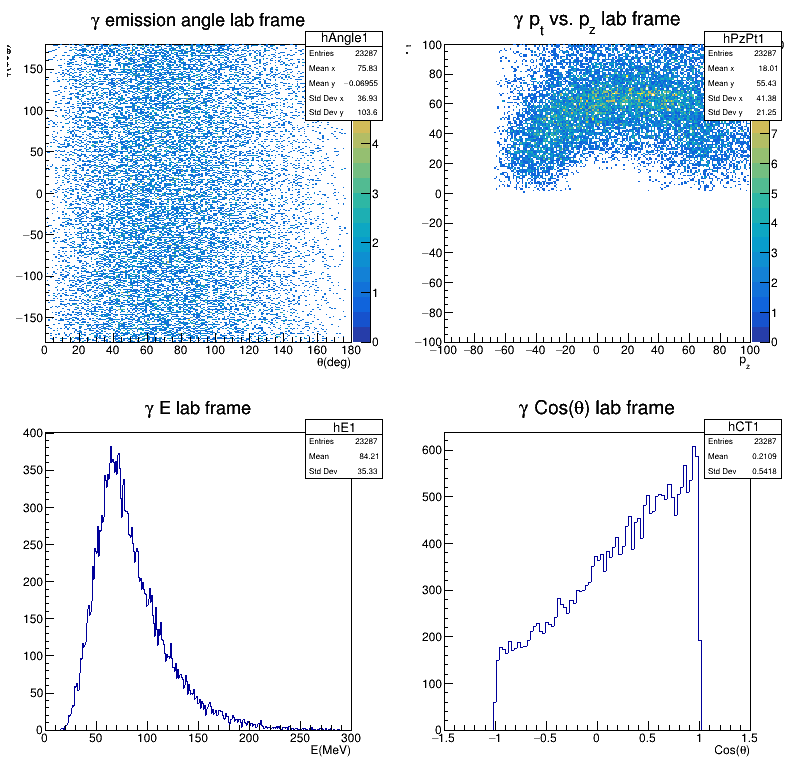 γ emission angle lab frame
hAngle1
Entries 23287
Mean x 75.83
Mean y −0.06955
Std Dev x 36.93
Std Dev y 103.6
150
100
50
0
−50
−100
−150
0 20 40 60 80 100 120 140 160 180
θ(deg)
4
3
2
1
0
γ pt vs. pz lab frame
hPzPt1
Entries 23287
Mean x 18.01
Mean y 55.43
Std Dev x 41.38
Std Dev y 21.25
100
80
60
40
20
0
−20
−40
−60
−80
−100
−100 −80 −60 −40 −20 0 20 40 60 80 100
pz
7
6
5
4
3
2
1
0
γ E lab frame
hE1
Entries 23287
Mean 84.21
Std Dev 35.33
400
350
300
250
200
150
100
50
0
0 50 100 150 200 250 300
E(MeV)
γ Cos(θ) lab frame
hCT1
Entries 23287
Mean 0.2109
Std Dev 0.5418
600
500
400
300
200
100
0
−1.5 −1 −0.5 0 0.5 1 1.5
Cos(θ)